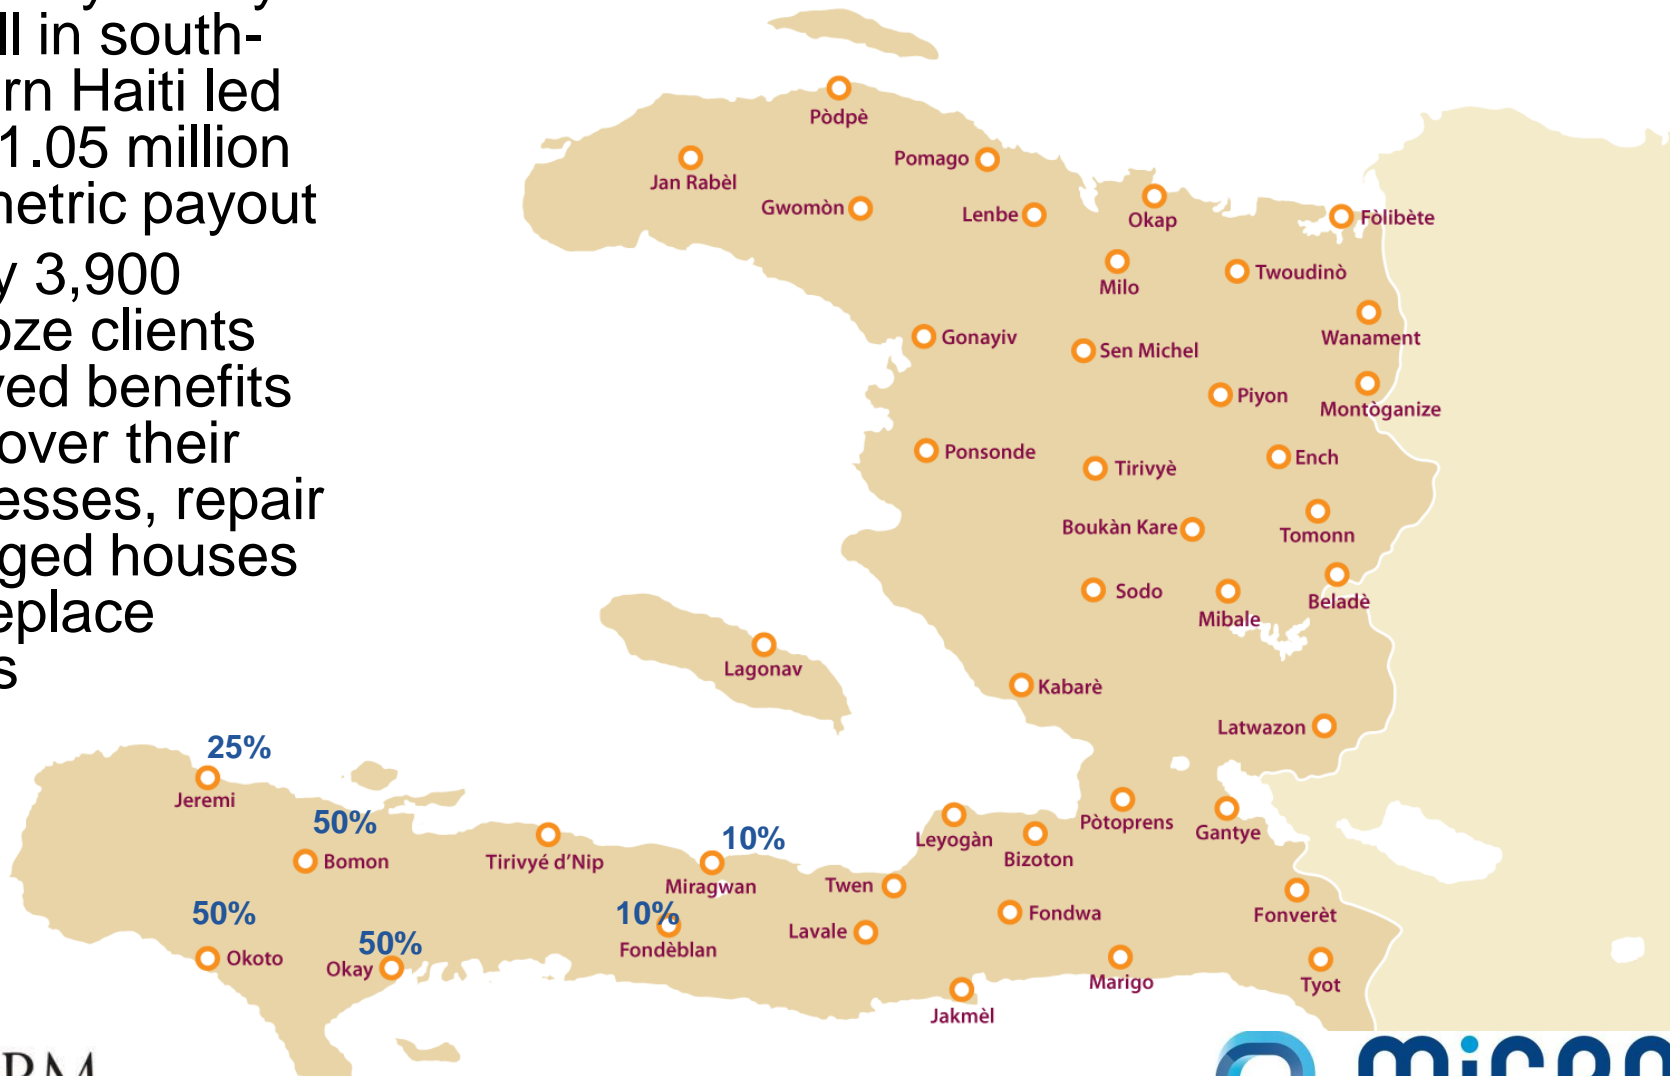 ll in south-
rn Haiti led
1.05 million
netric payout
y 3,900
oze clients
ved benefits
over their
esses, repair
ged houses
eplace
s
Pòdpè
Jan Rabèl
Pomago
Gwomòn
Lenbe
Okap
Fòlibète
Milo
Twoudinò
Wanament
Gonayiv
Sen Michel
Piyon
Montòganize
Ponsonde
Tirivyè
Ench
Boukàn Kare
Tomonn
Sodo
Mibale
Beladè
Lagonav
Kabarè
Latwazon
25%
Jeremi
50%
Bomon
Tirivyé d'Nip
10%
Miragwan
Twen
Leyogàn
Bizoton
Pòtoprens
Gantye
50%
Okoto
50%
Okay
10%
Fondèblan
Lavale
Fondwa
Fonverèt
Jakmèl
Marigo
Tyot